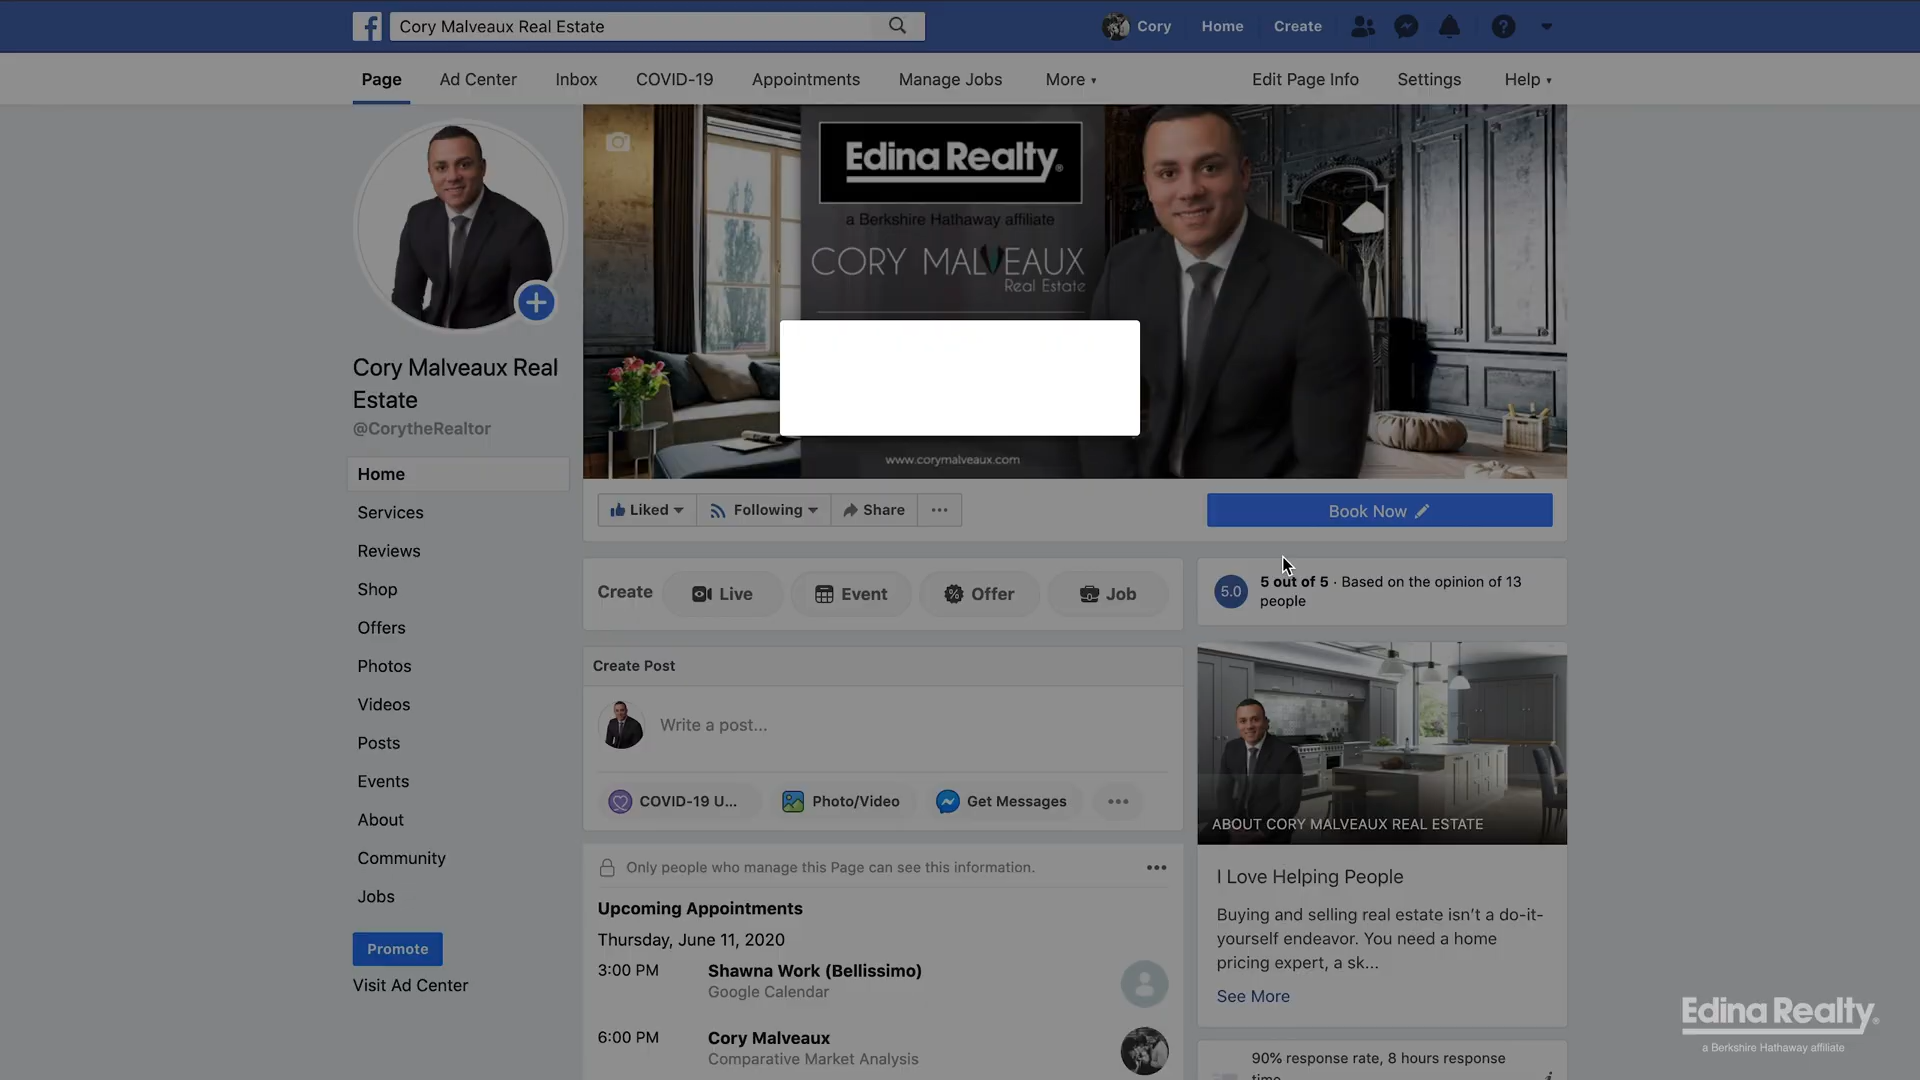 Cory Malveaux Real Estate
Cory
Home
Create
Page
Ad Center
Inbox
COVID-19
Appointments
Manage Jobs
More
Edit Page Info
Settings
Help
Edina Realty®
a Berkshire Hathaway affiliate
CORY MALVEAUX
Real Estate
www.corymalveaux.com
Cory Malveaux Real
Estate
@CorytheRealtor
Home
Services
Reviews
Shop
Offers
Photos
Videos
Posts
Events
About
Community
Jobs
Promote
Visit Ad Center
Liked
Following
Share
Book Now
Create
Live
Event
Offer
Job
Create Post
Write a post...
COVID-19 U...
Photo/Video
Get Messages
Only people who manage this Page can see this information.
Upcoming Appointments
Thursday, June 11, 2020
3:00 PM
Shawna Work (Bellissimo)
Google Calendar
6:00 PM
Cory Malveaux
Comparative Market Analysis
5.0
5 out of 5 · Based on the opinion of 13
people
ABOUT CORY MALVEAUX REAL ESTATE
I Love Helping People
Buying and selling real estate isn't a do-it-
yourself endeavor. You need a home
pricing expert, a sk...
See More
90% response rate, 8 hours response
time
Edina Realty®
a Berkshire Hathaway affiliate